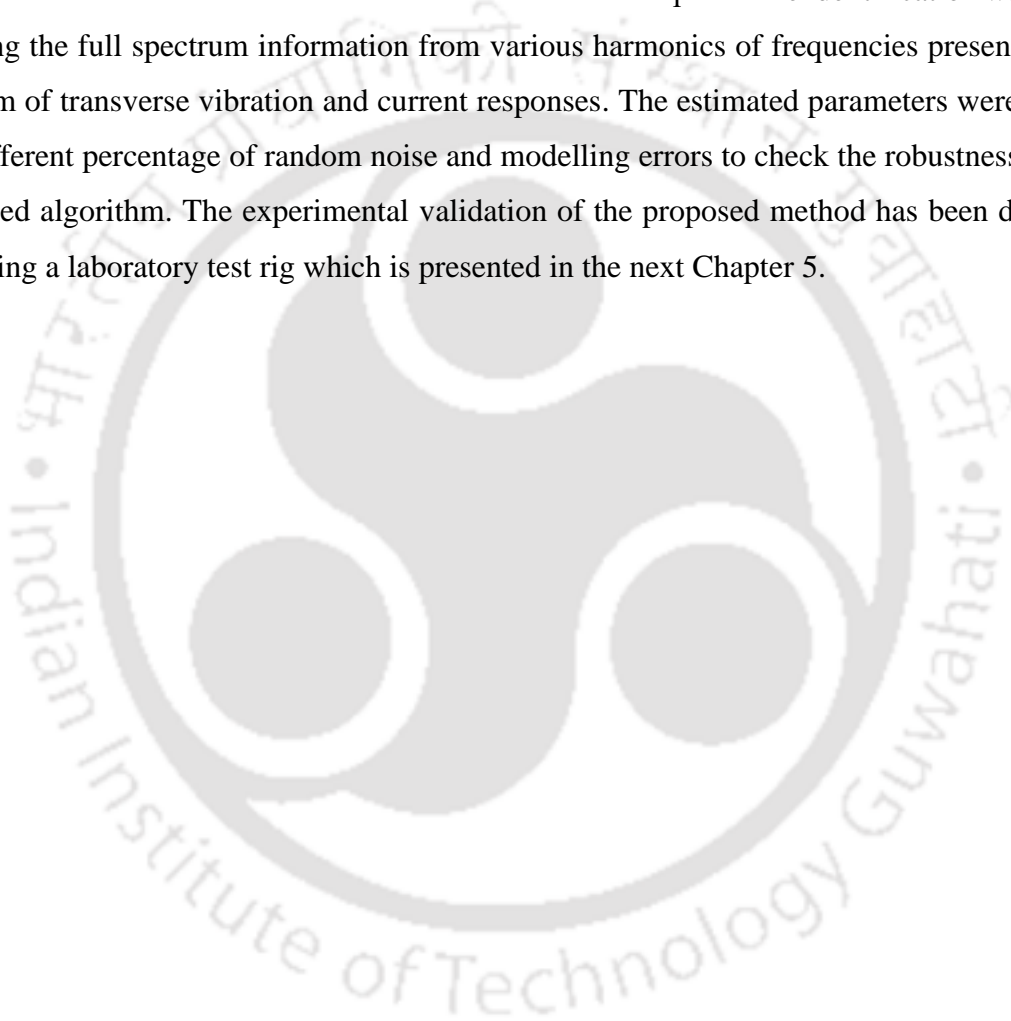 ng the full spectrum information from various harmonics of frequencies presen
m of transverse vibration and current responses. The estimated parameters were
fferent percentage of random noise and modelling errors to check the robustness
ed algorithm. The experimental validation of the proposed method has been d
ing a laboratory test rig which is presented in the next Chapter 5.
Indian Institute of Technology Guwahati